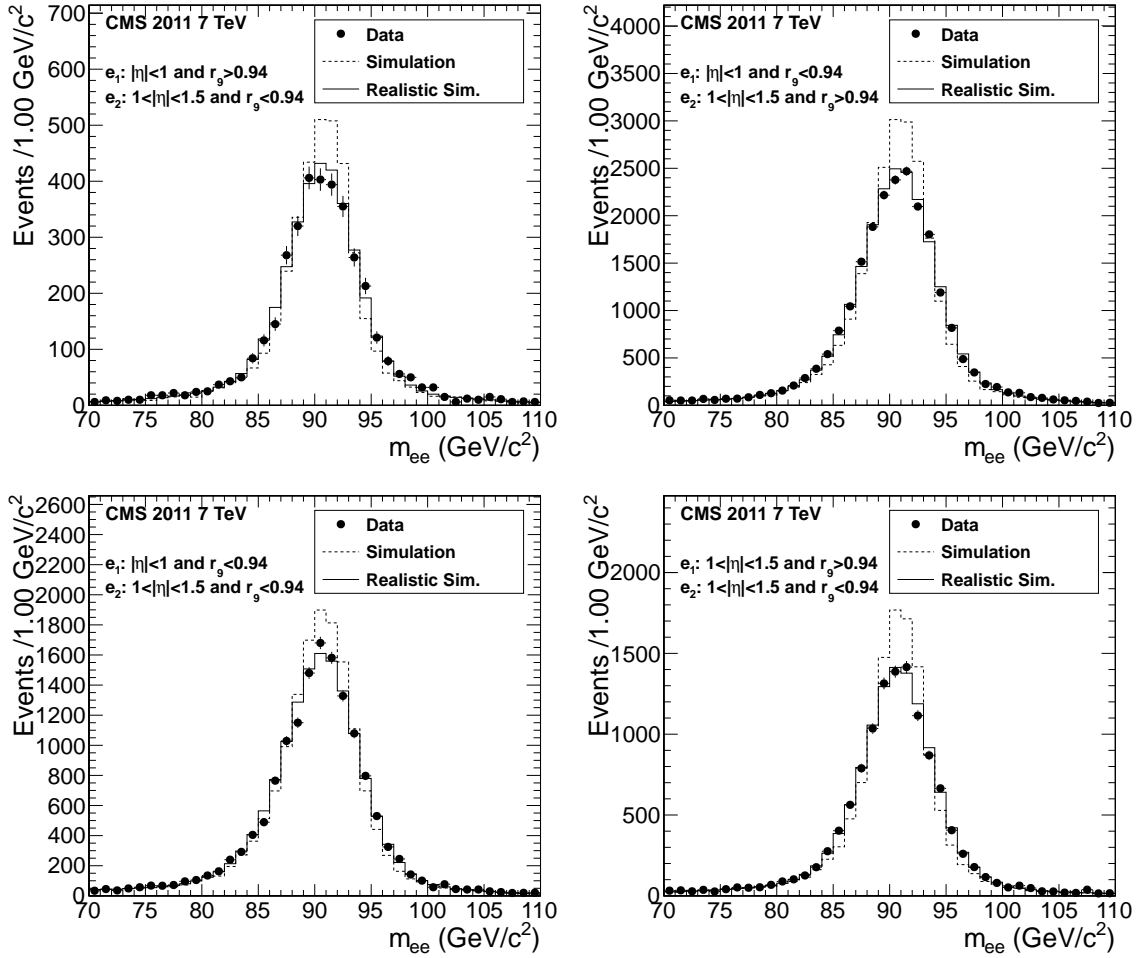 Events /1.00 GeV/c²
700
600
500
400
300
200
100
0
CMS 2011 7 TeV
e₁: |η|<1 and r₉>0.94
e₂: 1<|η|<1.5 and r₉<0.94
Data
Simulation
Realistic Sim.
70 75 80 85 90 95 100 105 110
mₑₑ (GeV/c²)
Events /1.00 GeV/c²
4000
3500
3000
2500
2000
1500
1000
500
0
CMS 2011 7 TeV
e₁: |η|<1 and r₉<0.94
e₂: 1<|η|<1.5 and r₉>0.94
Data
Simulation
Realistic Sim.
70 75 80 85 90 95 100 105 110
mₑₑ (GeV/c²)
Events /1.00 GeV/c²
2600
2400
2200
2000
1800
1600
1400
1200
1000
800
600
400
200
0
CMS 2011 7 TeV
e₁: |η|<1 and r₉<0.94
e₂: 1<|η|<1.5 and r₉<0.94
Data
Simulation
Realistic Sim.
70 75 80 85 90 95 100 105 110
mₑₑ (GeV/c²)
Events /1.00 GeV/c²
2000
1500
1000
500
0
CMS 2011 7 TeV
e₁: 1<|η|<1.5 and r₉>0.94
e₂: 1<|η|<1.5 and r₉<0.94
Data
Simulation
Realistic Sim.
70 75 80 85 90 95 100 105 110
mₑₑ (GeV/c²)